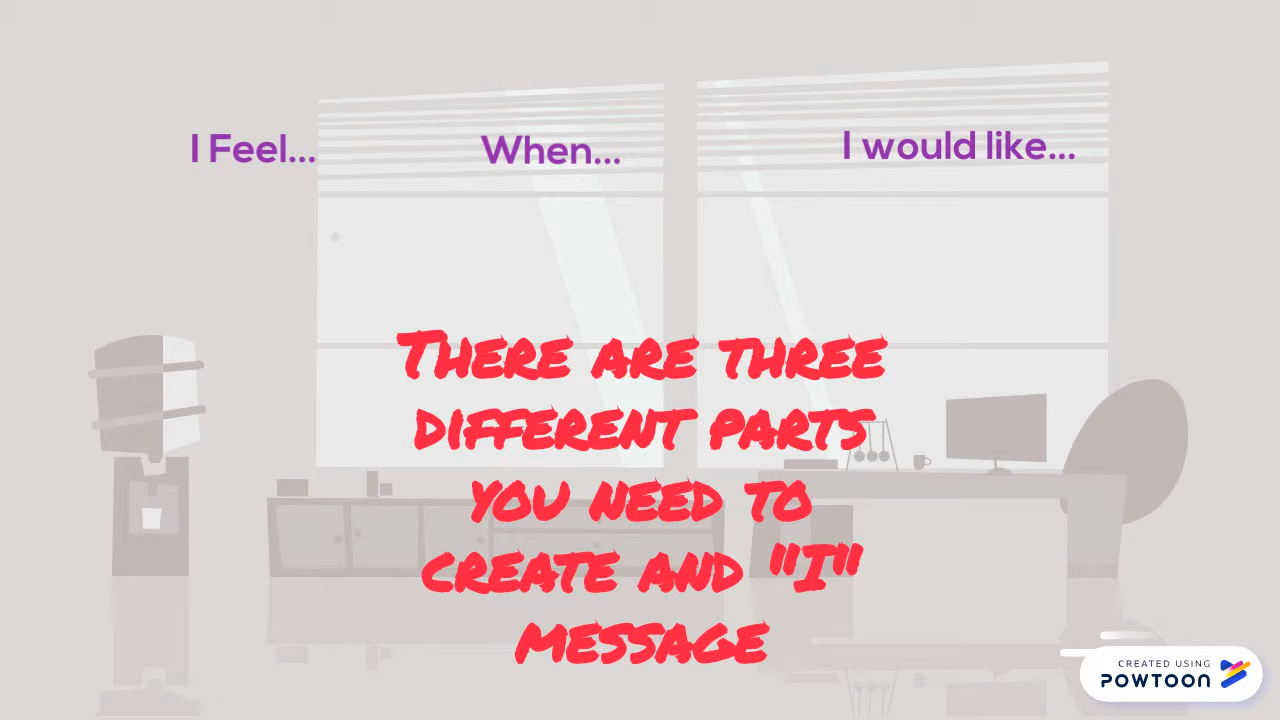 I Feel...
When...
I would like...
There are three
different parts
you need to
create and "I"
message
CREATED USING
POWTOON